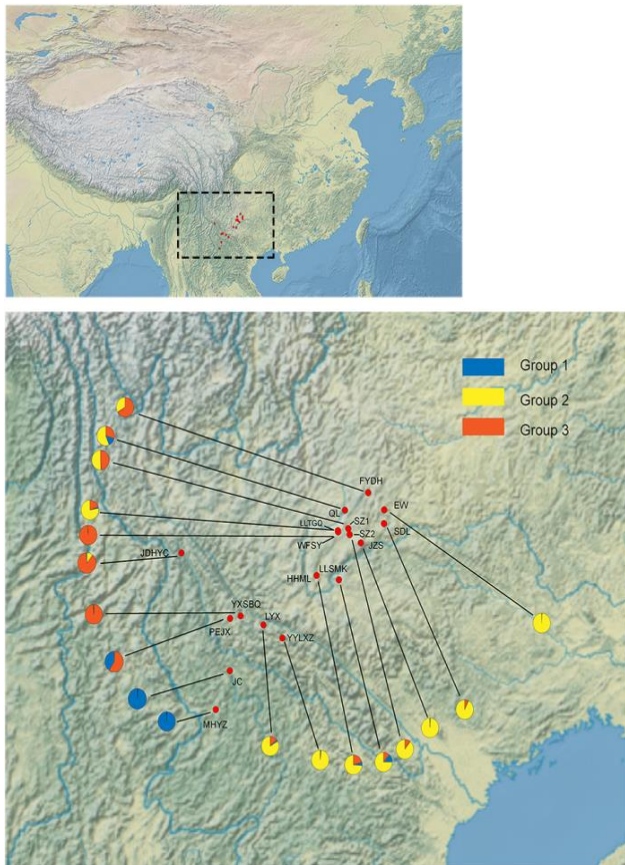 Group 1
Group 2
Group 3
FYDH
QL
EW
SZ1
LLTGQ
SDL
SZ2
WFSY
JZS
JDHYC
LLSMK
HHML
YXSBQ
LYX
PEJX
YYLXZ
JC
MHYZ